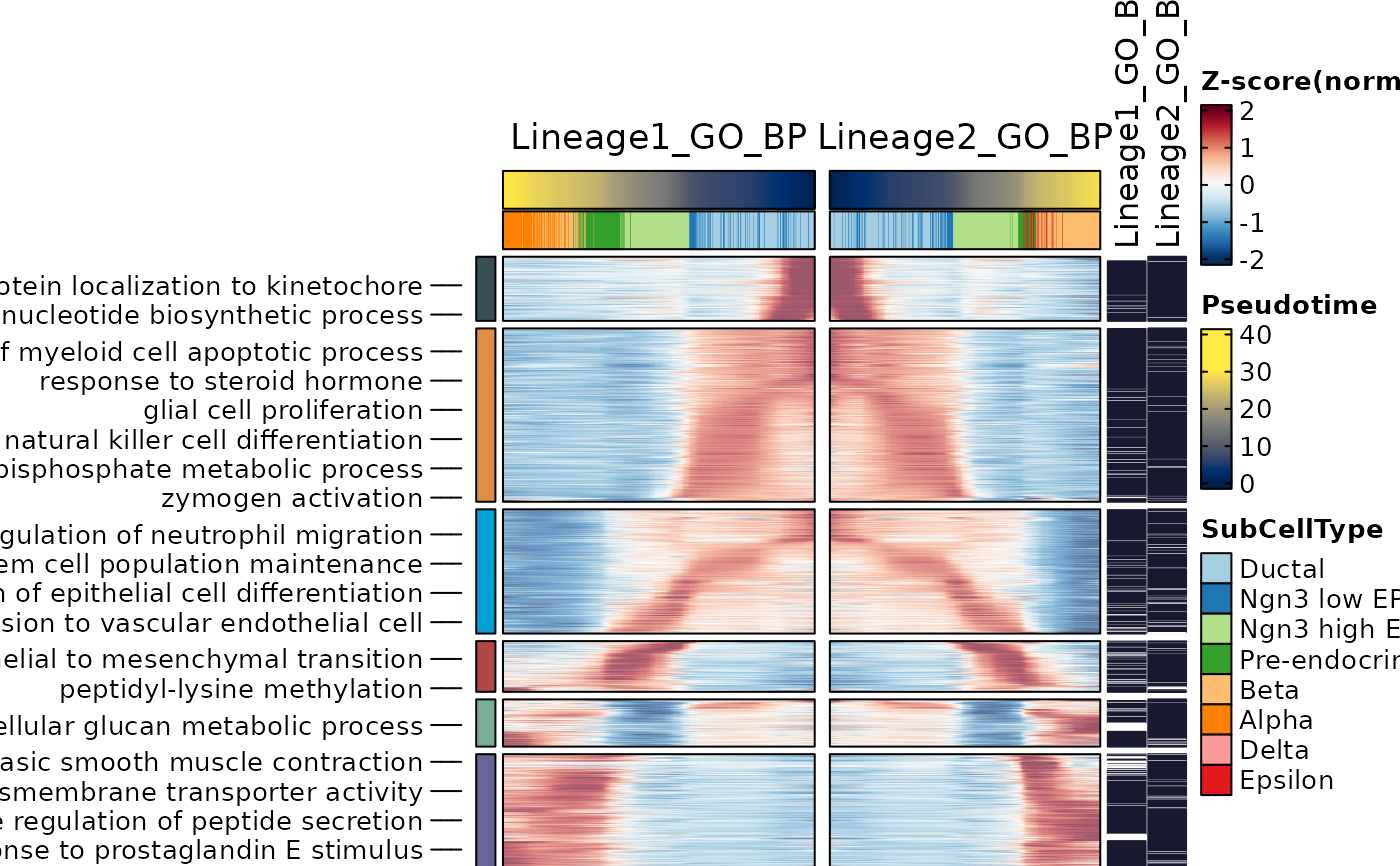 Lineage1_GO_BP Lineage2_GO_BP
Lineage1_GO_B
Lineage2_GO_B
otein localization to kinetochore
nucleotide biosynthetic process
f myeloid cell apoptotic process
response to steroid hormone
glial cell proliferation
natural killer cell differentiation
bisphosphate metabolic process
zymogen activation
gulation of neutrophil migration
em cell population maintenance
n of epithelial cell differentiation
sion to vascular endothelial cell
elial to mesenchymal transition
peptidyl-lysine methylation
ellular glucan metabolic process
asic smooth muscle contraction
smembrane transporter activity
e regulation of peptide secretion
onse to prostaglandin E stimulus
Z-score(norm
2
1
0
-1
-2
Pseudotime
40
30
20
10
0
SubCellType
Ductal
Ngn3 low EP
Ngn3 high E
Pre-endocrin
Beta
Alpha
Delta
Epsilon